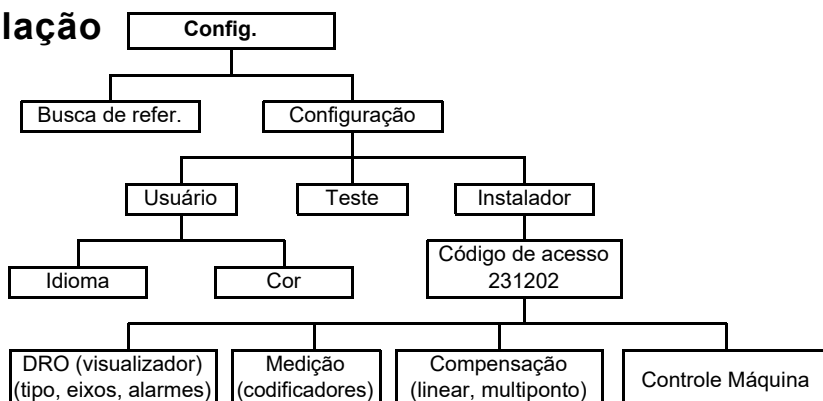 lação
Config.
Busca de refer.
Configuração
Usuário
Teste
Instalador
Idioma
Cor
Código de acesso
231202
DRO (visualizador)
(tipo, eixos, alarmes)
Medição
(codificadores)
Compensação
(linear, multiponto)
Controle Máquina